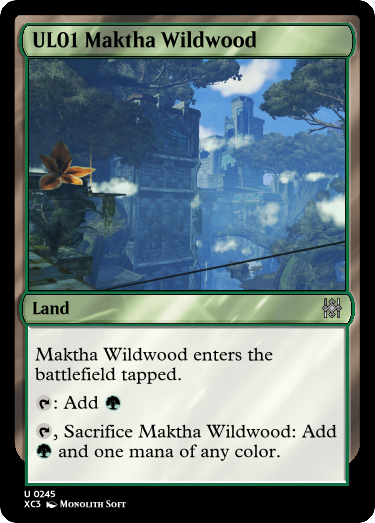 UL01 Maktha Wildwood
Land
Maktha Wildwood enters the
battlefield tapped.
: Add
, Sacrifice Maktha Wildwood: Add
and one mana of any color.
U 0245
XC3 Monolith Soft